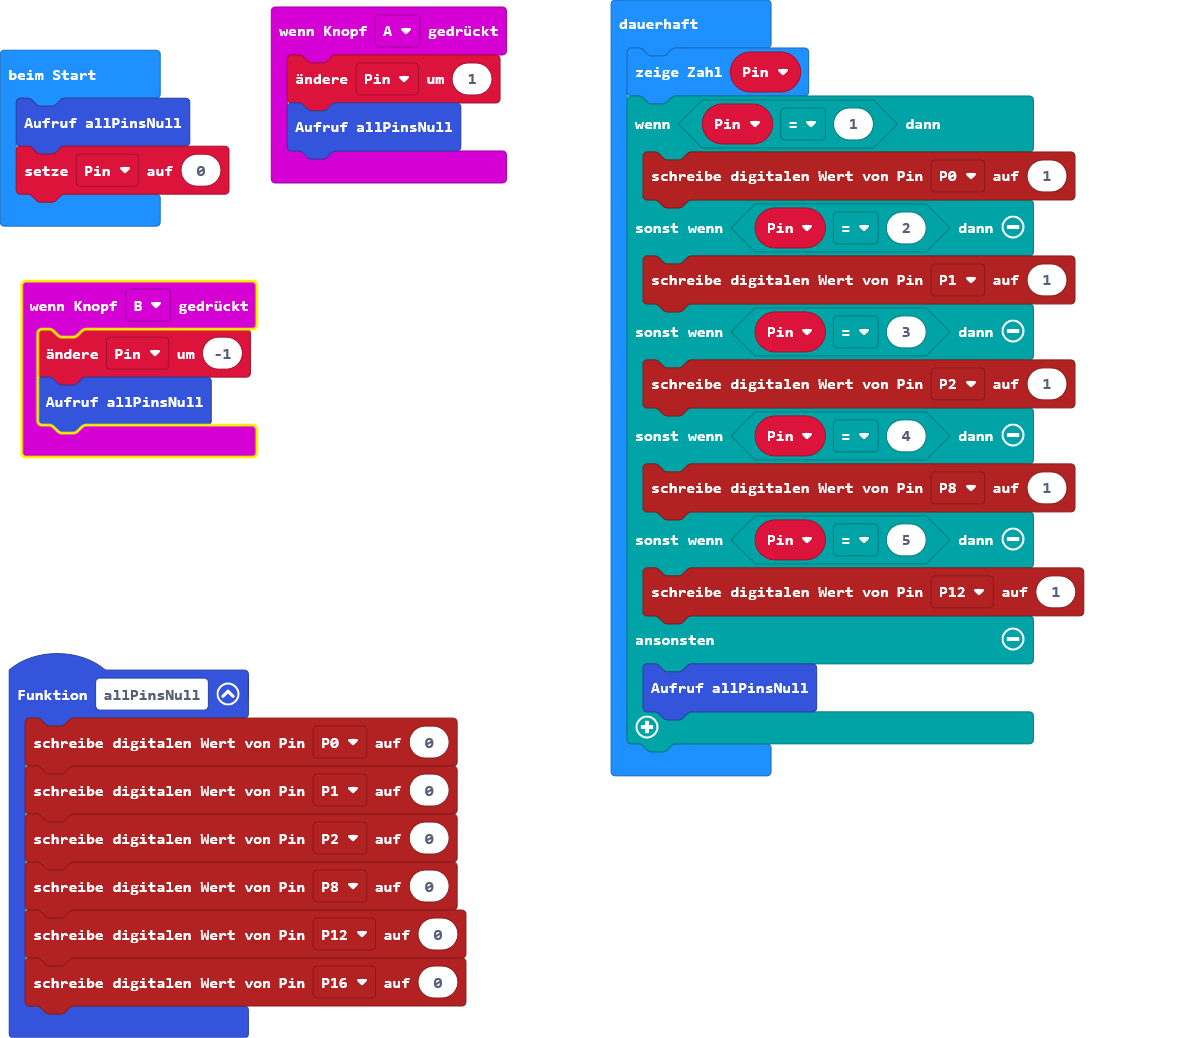 beim Start
Aufruf allPinsNull
setze Pin auf 0
wenn Knopf A gedrückt
ändere Pin um 1
Aufruf allPinsNull
wenn Knopf B gedrückt
ändere Pin um -1
Aufruf allPinsNull
Funktion allPinsNull
schreibe digitalen Wert von Pin P0 auf 0
schreibe digitalen Wert von Pin P1 auf 0
schreibe digitalen Wert von Pin P2 auf 0
schreibe digitalen Wert von Pin P8 auf 0
schreibe digitalen Wert von Pin P12 auf 0
schreibe digitalen Wert von Pin P16 auf 0
dauerhaft
zeige Zahl Pin
wenn Pin = 1 dann
schreibe digitalen Wert von Pin P0 auf 1
sonst wenn Pin = 2 dann
schreibe digitalen Wert von Pin P1 auf 1
sonst wenn Pin = 3 dann
schreibe digitalen Wert von Pin P2 auf 1
sonst wenn Pin = 4 dann
schreibe digitalen Wert von Pin P8 auf 1
sonst wenn Pin = 5 dann
schreibe digitalen Wert von Pin P12 auf 1
ansonsten
Aufruf allPinsNull